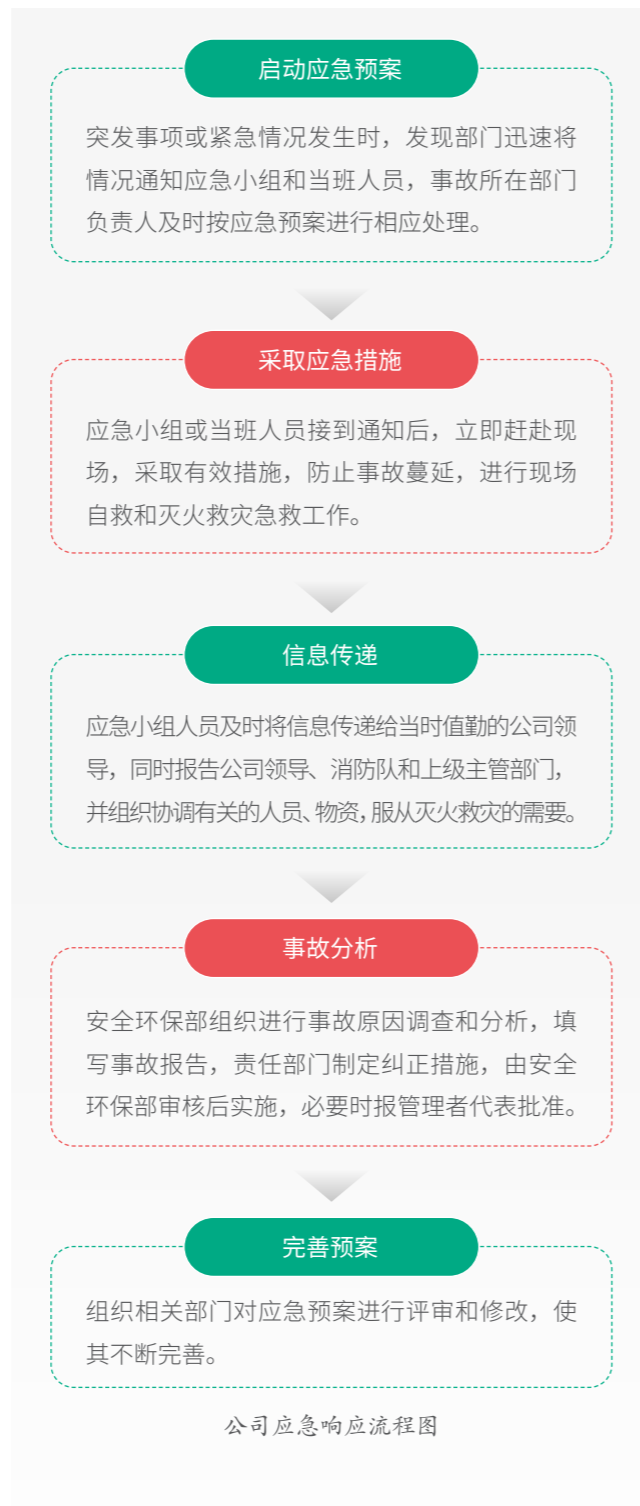 启动应急预案
突发事项或紧急情况发生时，发现部门迅速将
情况通知应急小组和当班人员，事故所在部门
负责人及时按应急预案进行相应处理。
采取应急措施
应急小组或当班人员接到通知后，立即赶赴现
场，采取有效措施，防止事故蔓延，进行现场
自救和灭火救灾急救工作。
信息传递
应急小组人员及时将信息传递给当时值勤的公司领
导，同时报告公司领导、消防队和上级主管部门，
并组织协调有关的人员、物资，服从灭火救灾的需要。
事故分析
安全环保部组织进行事故原因调查和分析，填
写事故报告，责任部门制定纠正措施，由安全
环保部审核后实施，必要时报管理者代表批准。
完善预案
组织相关部门对应急预案进行评审和修改，使
其不断完善。
公司应急响应流程图